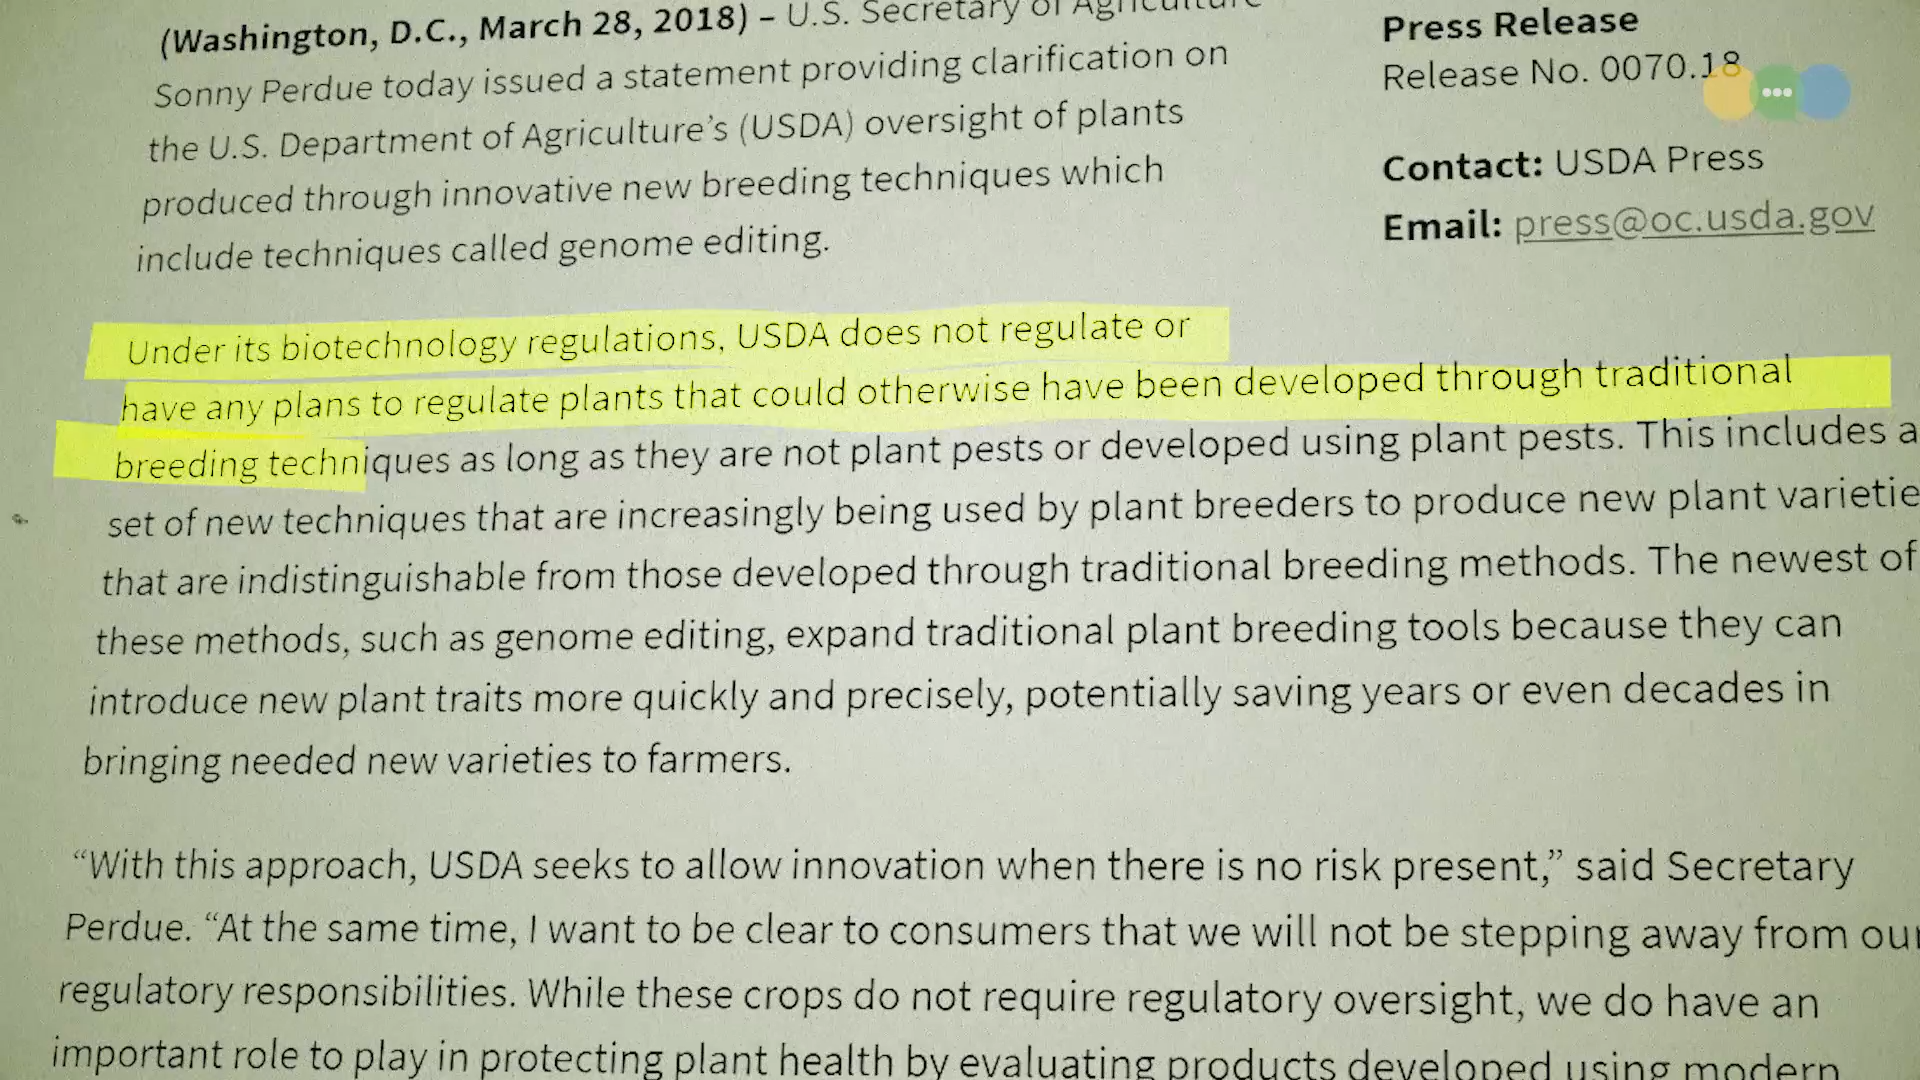 (Washington, D.C., March 28, 2018) – U.S. Secretary of Agriculture
Sonny Perdue today issued a statement providing clarification on
the U.S. Department of Agriculture’s (USDA) oversight of plants
produced through innovative new breeding techniques which
include techniques called genome editing.
Press Release
Release No. 0070.18
Contact: USDA Press
Email: press@oc.usda.gov
Under its biotechnology regulations, USDA does not regulate or
have any plans to regulate plants that could otherwise have been developed through traditional
breeding techniques as long as they are not plant pests or developed using plant pests. This includes a
set of new techniques that are increasingly being used by plant breeders to produce new plant varietie
that are indistinguishable from those developed through traditional breeding methods. The newest of
these methods, such as genome editing, expand traditional plant breeding tools because they can
introduce new plant traits more quickly and precisely, potentially saving years or even decades in
bringing needed new varieties to farmers.
“With this approach, USDA seeks to allow innovation when there is no risk present,” said Secretary
Perdue. “At the same time, I want to be clear to consumers that we will not be stepping away from our
regulatory responsibilities. While these crops do not require regulatory oversight, we do have an
important role to play in protecting plant health by evaluating products developed using modern